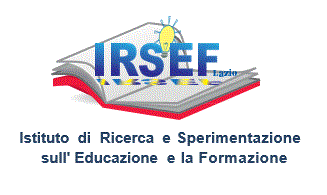 IRSEF
Lazio
Istituto di Ricerca e Sperimentazione
sull' Educazione e la Formazione